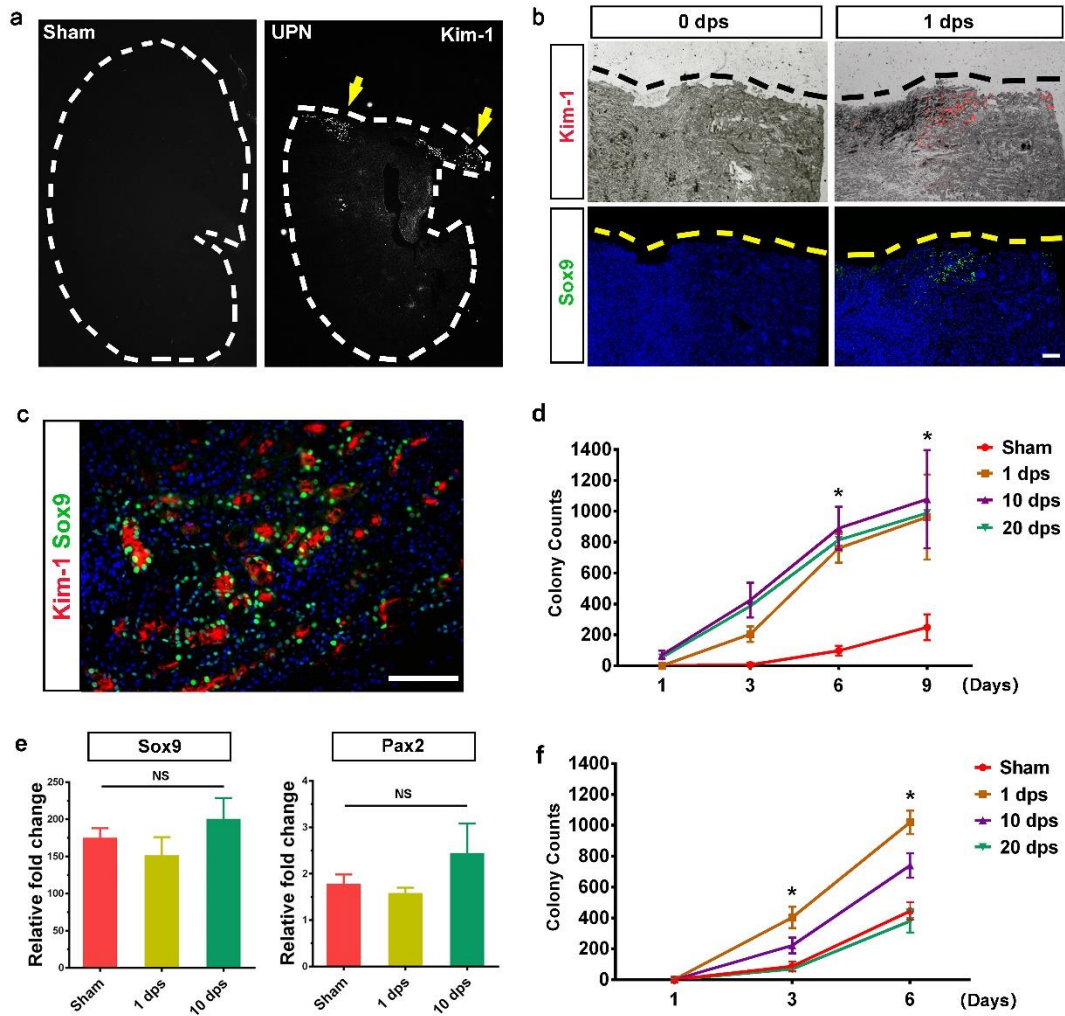 a
Sham
UPN
Kim-1
b
0 dps
1 dps
Kim-1
Sox9
c
Kim-1 Sox9
d
Colony Counts
1400
1200
1000
800
600
400
200
0
1
3
6
9
(Days)
*
*
Sham
1 dps
10 dps
20 dps
e
Sox9
NS
Relative fold change
250
200
150
100
50
0
Sham
1 dps
10 dps
Pax2
NS
Relative fold change
4
3
2
1
0
Sham
1 dps
10 dps
f
Colony Counts
1400
1200
1000
800
600
400
200
0
1
3
6
(Days)
*
*
Sham
1 dps
10 dps
20 dps